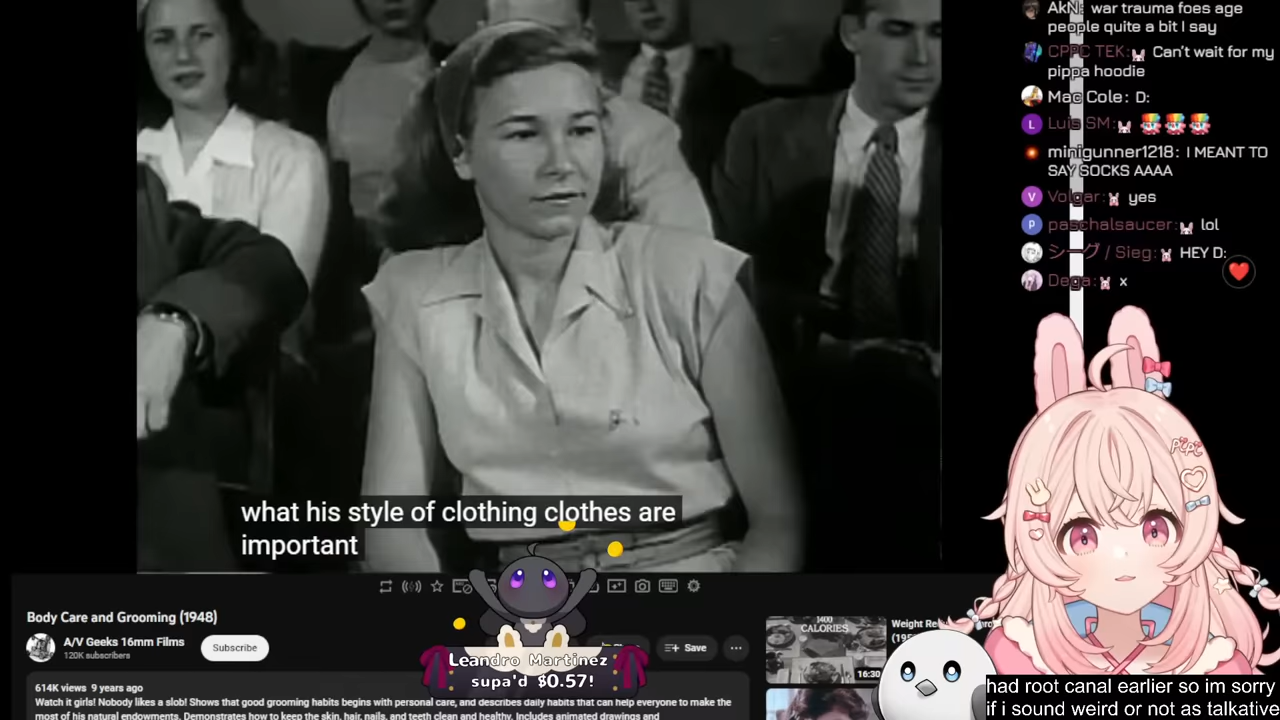 AkN: war trauma foes age
people quite a bit I say
CPPC TEK: Can't wait for my
pippa hoodie
Mac Cole: D:
Luis SM:
minigunner1218: I MEANT TO
SAY SOCKS AAAA
Volgar: yes
paschalsaucer: lol
シーグ / Sieg: HEY D:
Dega: x
what his style of clothing clothes are
important
Pipi
Body Care and Grooming (1948)
A/V Geeks 16mm Films
120K subscribers
Subscribe
Save
Leandro Martinez
supa'd $0.57!
1400
CALORIES
16:30
Weight Re
614K views 9 years ago
Watch it girls! Nobody likes a slob! Shows that good grooming habits begins with personal care, and describes daily habits that can help everyone to make the
most of his natural endowments. Demonstrates how to keep the skin, hair, nails, and teeth clean and healthy. Includes animated drawings and
had root canal earlier so im sorry
if i sound weird or not as talkative